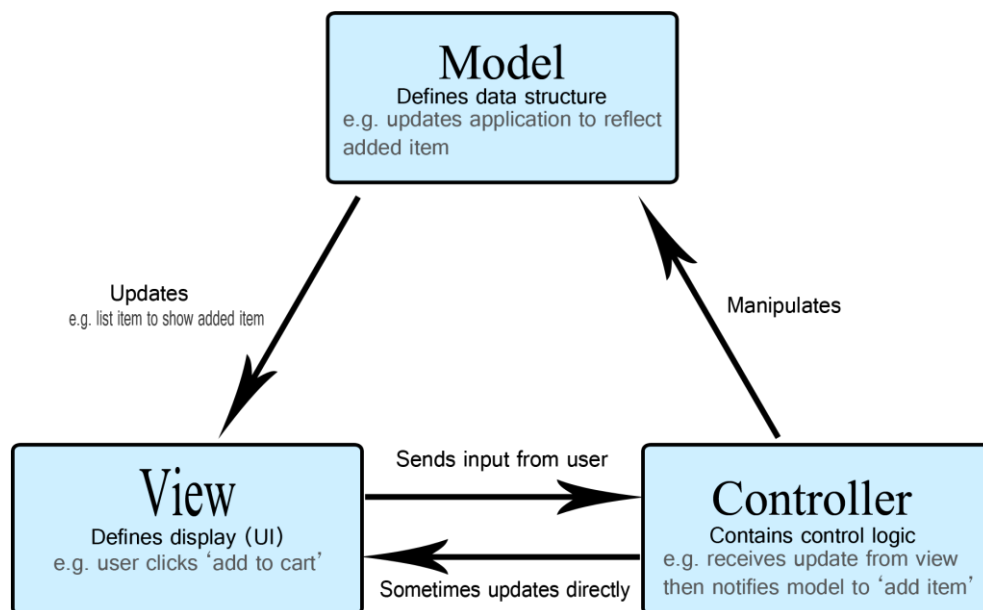 Model
Defines data structure
e.g. updates application to reflect
added item
Updates
e.g. list item to show added item
Manipulates
View
Defines display (UI)
e.g. user clicks ‘add to cart’
Sends input from user
Sometimes updates directly
Controller
Contains control logic
e.g. receives update from view
then notifies model to ‘add item’